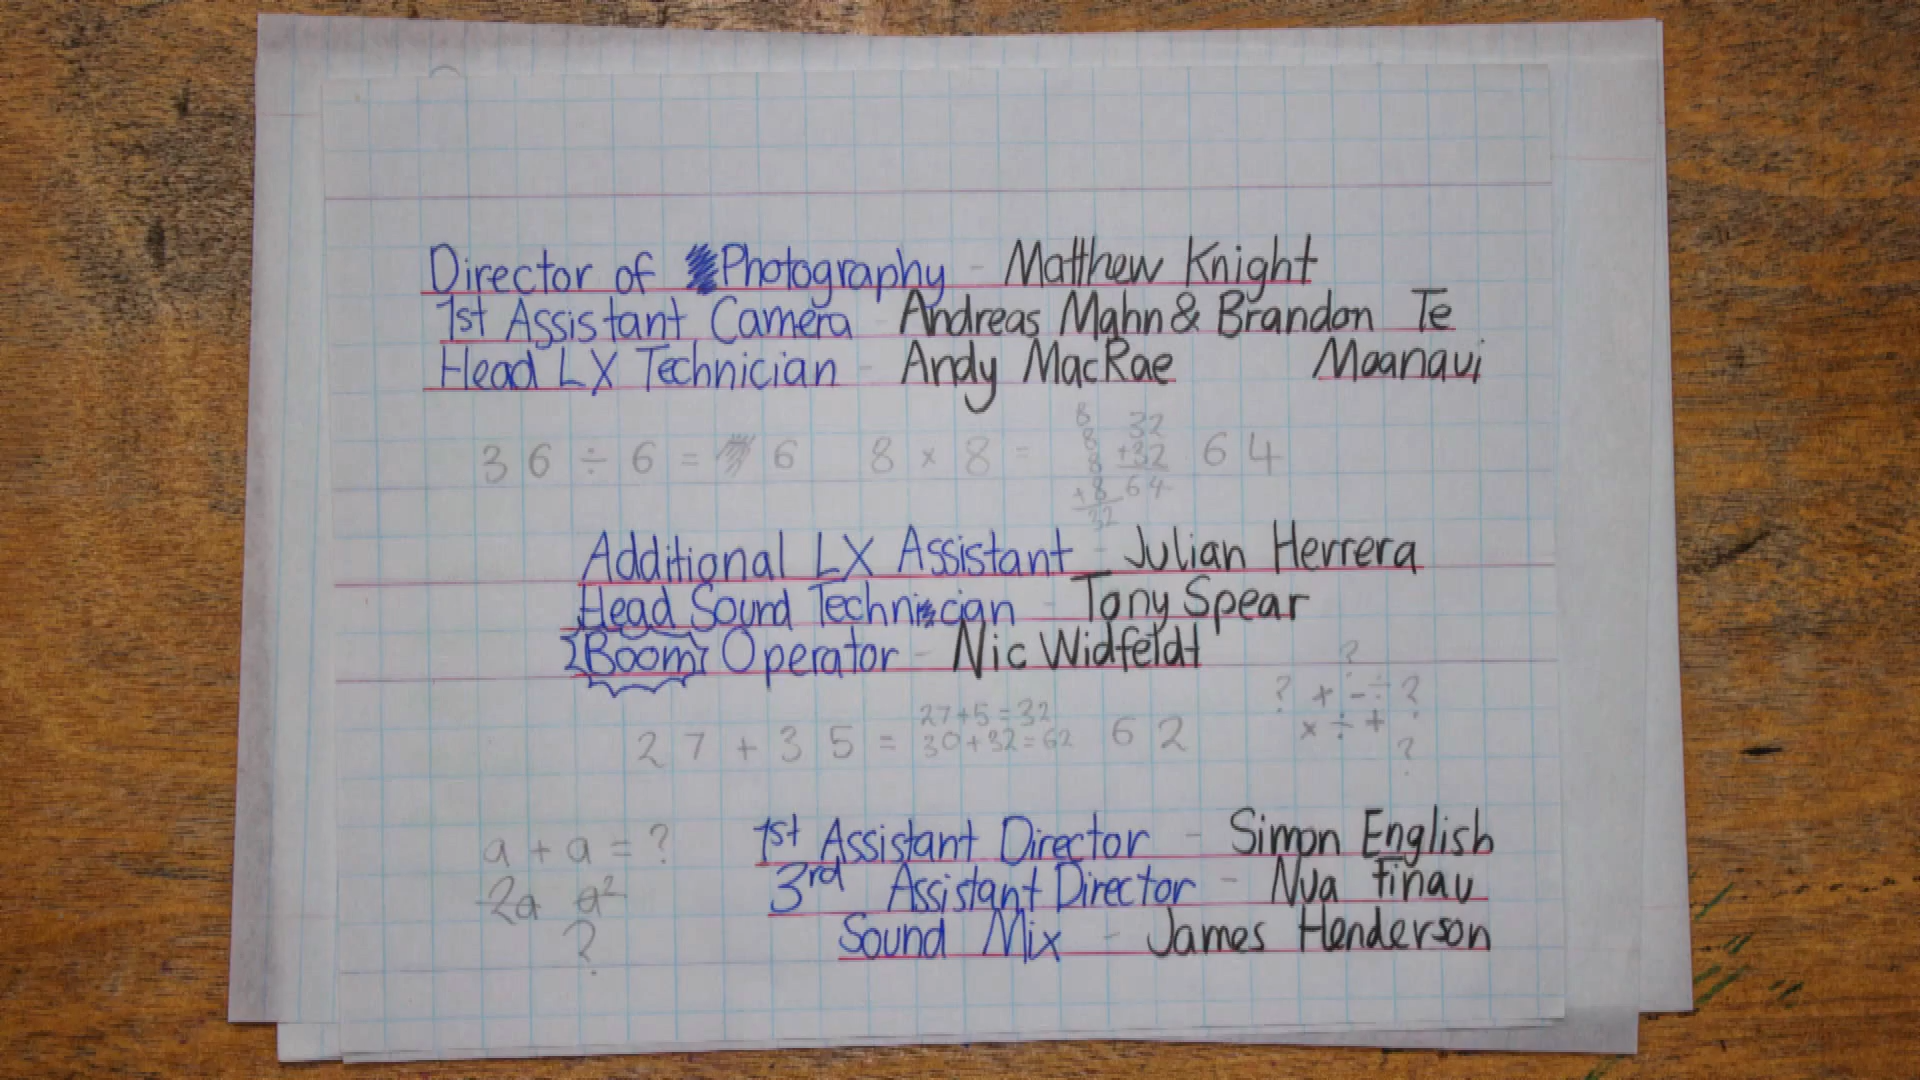 Director of Photography - Matthew Knight
1st Assistant Camera - Andreas Mahn & Brandon Te
Head LX Technician - Andy MacRae Maanaui
36 ÷ 6 = 6 8 × 8 = 64
8 32
8 +32
8 64
+8
32
Additional LX Assistant - Julian Herrera
Head Sound Technician - Tony Spear
Boom Operator - Nic Widfeldt
27+5=32
27 + 35 = 30+32=62 62
?
? + - ÷ ?
× ÷ + ?
?
1st Assistant Director - Simon English
a + a = ?
3rd Assistant Director - Nua Finau
2a a²
Sound Mix - James Henderson
?